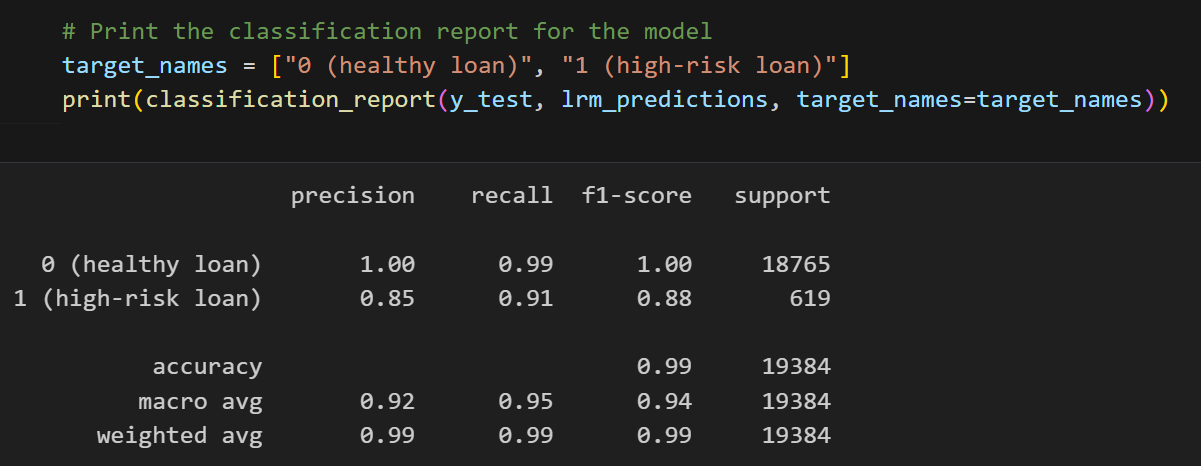 # Print the classification report for the model
target_names = ["0 (healthy loan)", "1 (high-risk loan)"]
print(classification_report(y_test, lrm_predictions, target_names=target_names))
precision recall f1-score support
0 (healthy loan) 1.00 0.99 1.00 18765
1 (high-risk loan) 0.85 0.91 0.88 619
accuracy 0.99 19384
macro avg 0.92 0.95 0.94 19384
weighted avg 0.99 0.99 0.99 19384